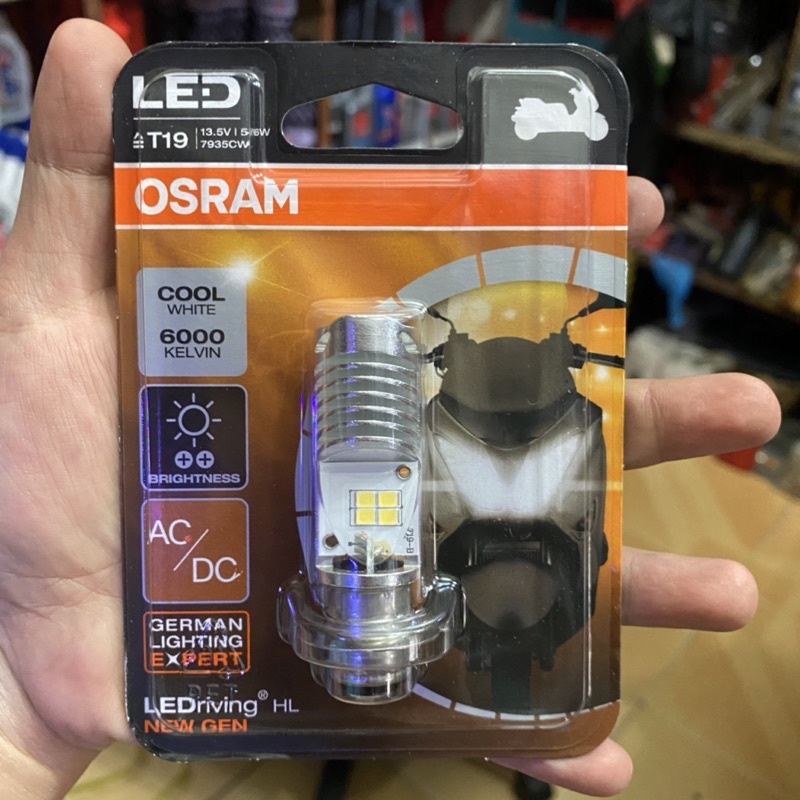 LED
T19
13.5V | 5/6W
7935CW
OSRAM
COOL
WHITE
6000
KELVIN
BRIGHTNESS
AC/DC
GERMAN
LIGHTING
EXPERT
LEDriving® HL
NEW GEN
T19-B